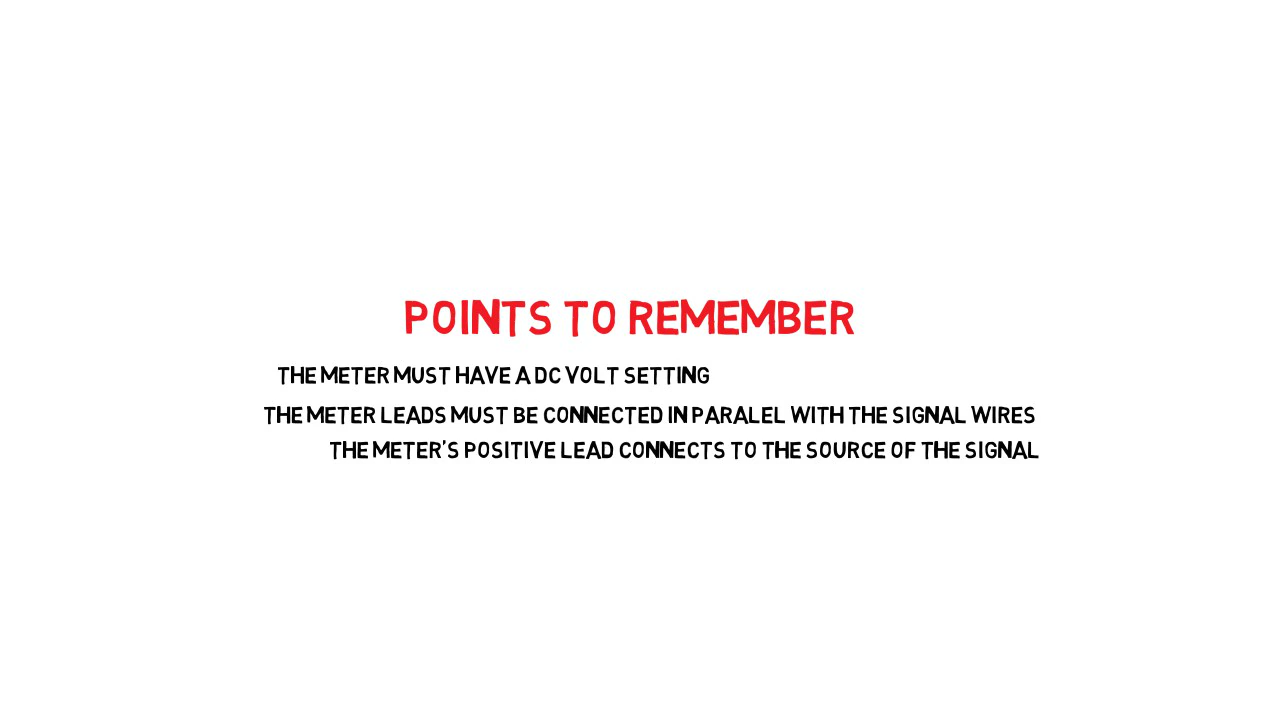 POINTS TO REMEMBER
THE METER MUST HAVE A DC VOLT SETTING
THE METER LEADS MUST BE CONNECTED IN PARALEL WITH THE SIGNAL WIRES
THE METER'S POSITIVE LEAD CONNECTS TO THE SOURCE OF THE SIGNAL